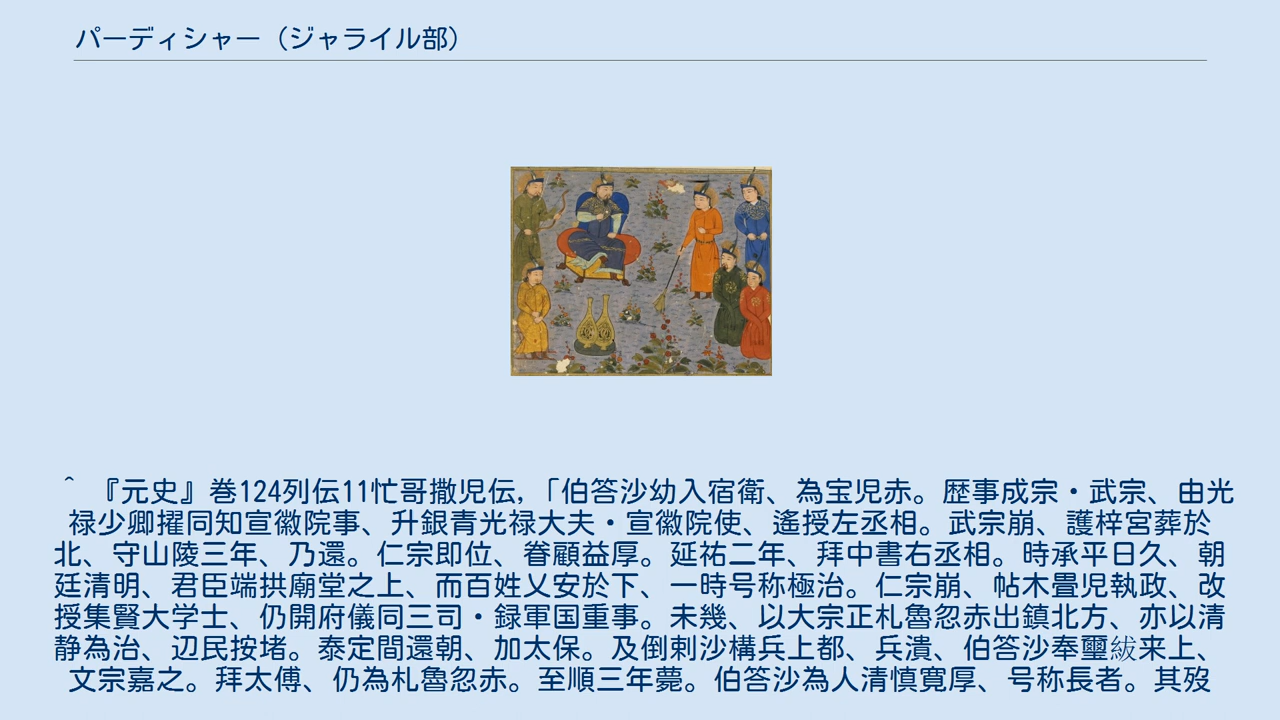 パーディシャー（ジャライル部）
^ 『元史』巻124列伝11忙哥撒児伝,「伯答沙幼入宿衛、為宝児赤。歴事成宗・武宗、由光
禄少卿擢同知宣徽院事、升銀青光禄大夫・宣徽院使、遙授左丞相。武宗崩、護梓宮葬於
北、守山陵三年、乃還。仁宗即位、眷顧益厚。延祐二年、拜中書右丞相。時承平日久、朝
廷清明、君臣端拱廟堂之上、而百姓乂安於下、一時号称極治。仁宗崩、帖木疊児執政、改
授集賢大学士、仍開府儀同三司・録軍国重事。未幾、以大宗正札魯忽赤出鎮北方、亦以清
静為治、辺民按堵。泰定間還朝、加太保。及倒剌沙構兵上都、兵潰、伯答沙奉璽紱来上、
文宗嘉之。拜太傅、仍為札魯忽赤。至順三年薨。伯答沙為人清慎寛厚、号称長者。其歿